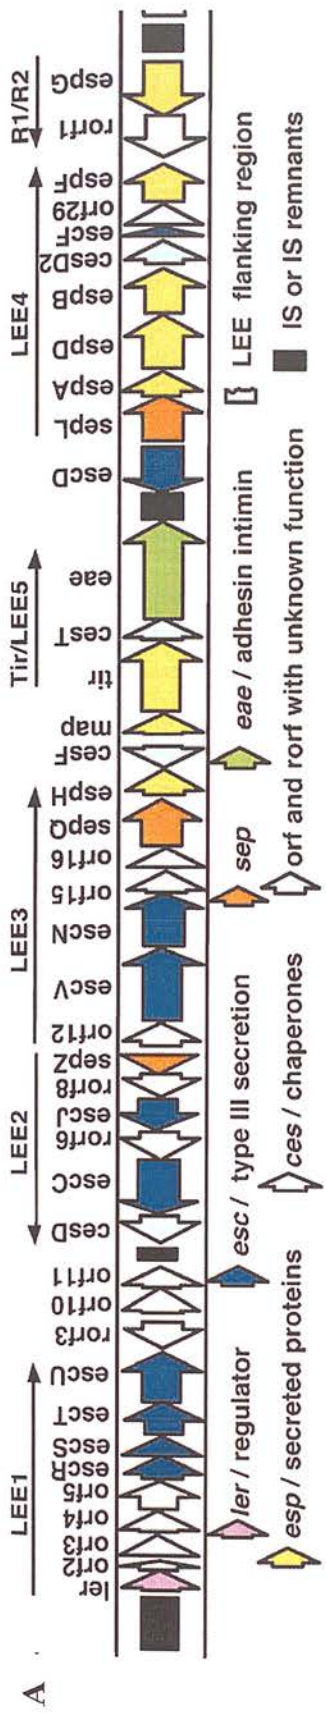 A
LEE1 LEE2 LEE3 Tir/LEE5 LEE4 R1/R2
ler orf2 orf3 orf4 orf5 escR escS escT escU rorf3 orf10 orf11 cesD escC rorf6 escJ rorf8 sepZ orf12 escV escN orf15 orf16 sepQ espH cesF map tir cesT eae escD sepL espA espD espB cesD2 escF orf29 espF rorf1 espG
ler / regulator esc / type III secretion sep eae / adhesin intimin LEE flanking region
esp / secreted proteins ces / chaperones orf and rorf with unknown function IS or IS remnants